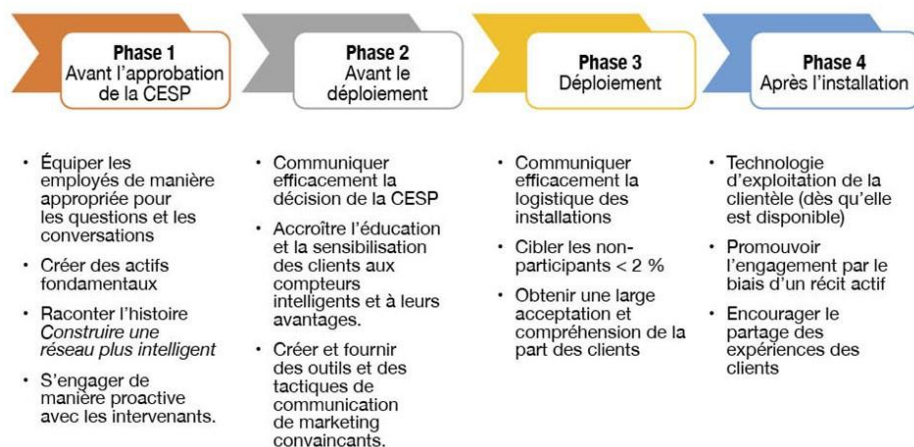 Phase 1
Avant l'approbation
de la CESP
Phase 2
Avant le
déploiement
Phase 3
Déploiement
Phase 4
Après l'installation
• Équiper les
employés de manière
appropriée pour
les questions et les
conversations
• Créer des actifs
fondamentaux
• Raconter l'histoire
Construire une
réseau plus intelligent
• S'engager de
manière proactive
avec les intervenants.
• Communiquer
efficacement la
décision de la CESP
• Accroître l'éducation
et la sensibilisation
des clients aux
compteurs
intelligents et à leurs
avantages.
• Créer et fournir
des outils et des
tactiques de
communication
de marketing
convaincants.
• Communiquer
efficacement la
logistique des
installations
• Cibler les non-
participants < 2 %
• Obtenir une large
acceptation et
compréhension de la
part des clients
• Technologie
d'exploitation de la
clientèle (dès qu'elle
est disponible)
• Promouvoir
l'engagement par le
biais d'un récit actif
• Encourager le
partage des
expériences des
clients